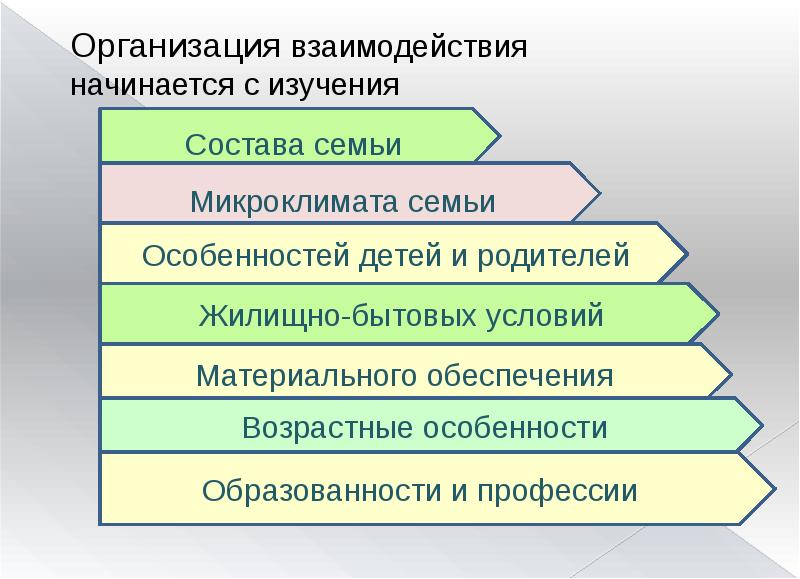 Организация взаимодействия
начинается с изучения
Состава семьи
Микроклимата семьи
Особенностей детей и родителей
Жилищно-бытовых условий
Материального обеспечения
Возрастные особенности
Образованности и профессии